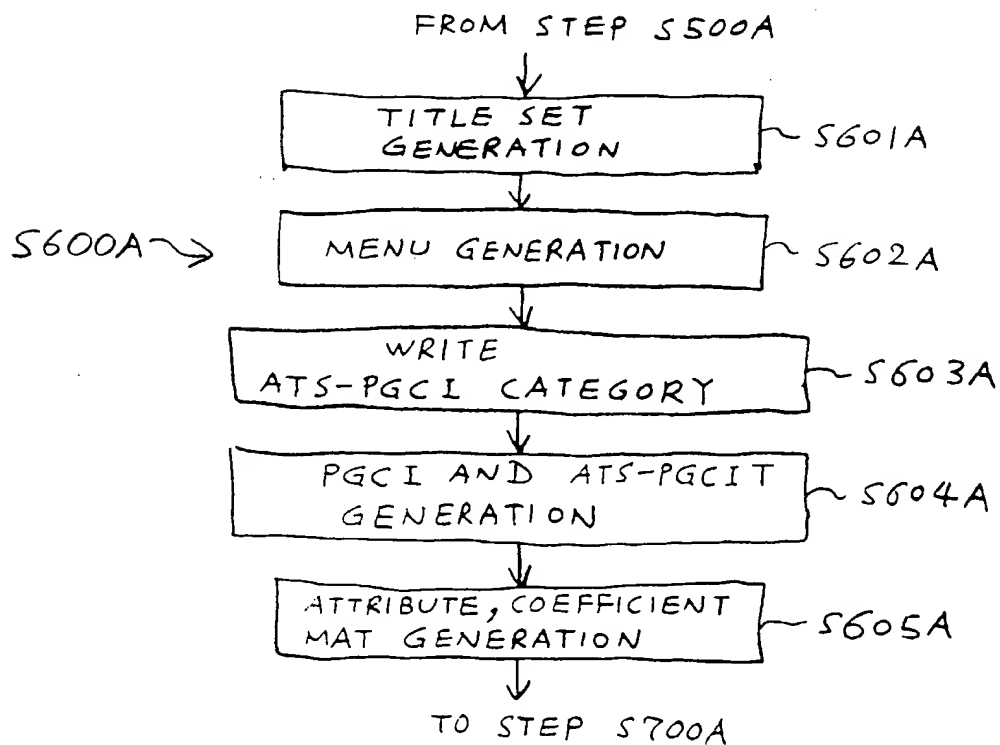 FROM STEP S500A
TITLE SET
GENERATION
S601A
S600A
MENU GENERATION
S602A
WRITE
ATS-PGCI CATEGORY
S603A
PGCI AND ATS-PGCIT
GENERATION
S604A
ATTRIBUTE, COEFFICIENT
MAT GENERATION
S605A
TO STEP S700A